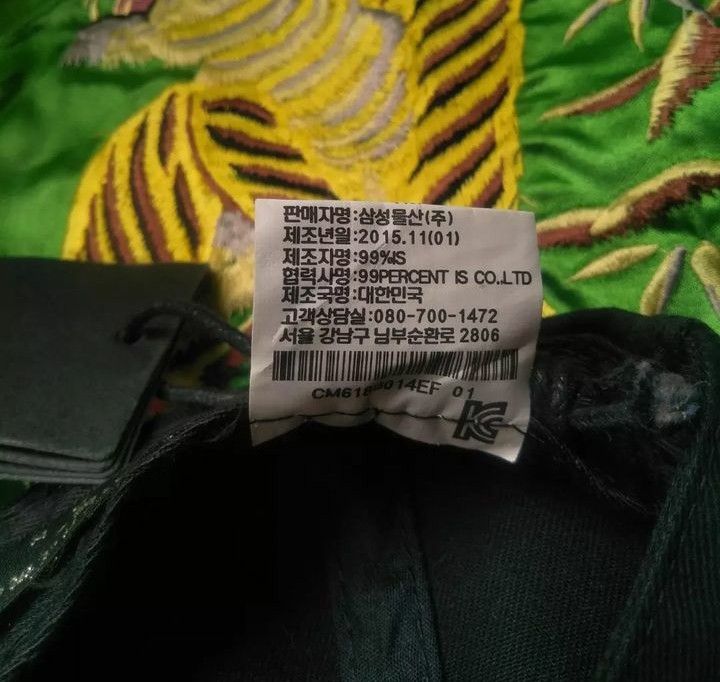 판매자명:삼성물산(주)
제조년월:2015.11(01)
제조자명:99%IS
협력사명:99PERCENT IS CO.,LTD
제조국명:대한민국
고객상담실:080-700-1472
서울 강남구 남부순환로 2806
01
KC